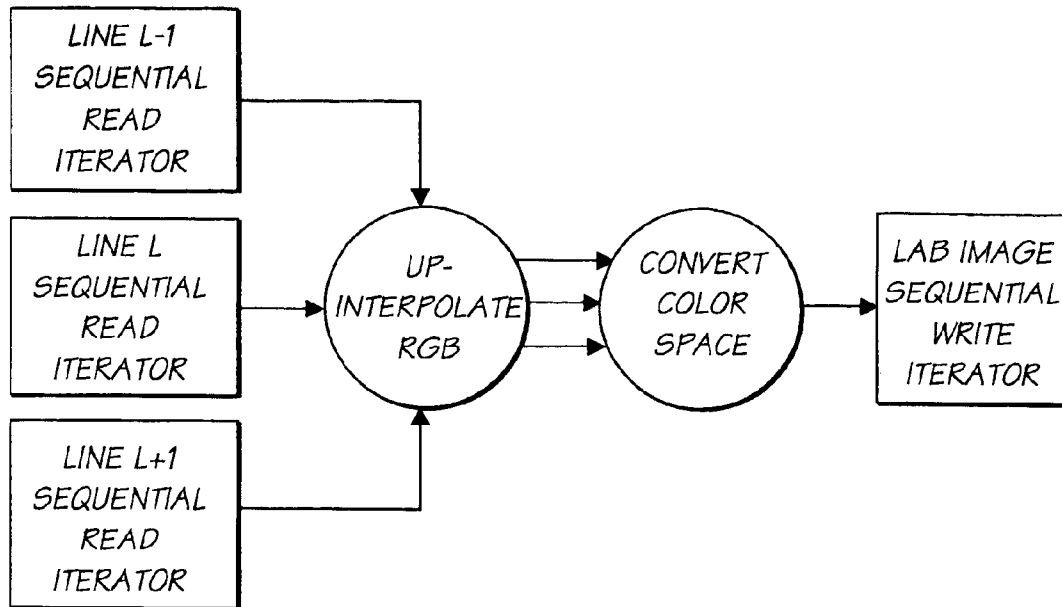 LINE L-1
SEQUENTIAL
READ
ITERATOR
LINE L
SEQUENTIAL
READ
ITERATOR
LINE L+1
SEQUENTIAL
READ
ITERATOR
UP-
INTERPOLATE
RGB
CONVERT
COLOR
SPACE
LAB IMAGE
SEQUENTIAL
WRITE
ITERATOR